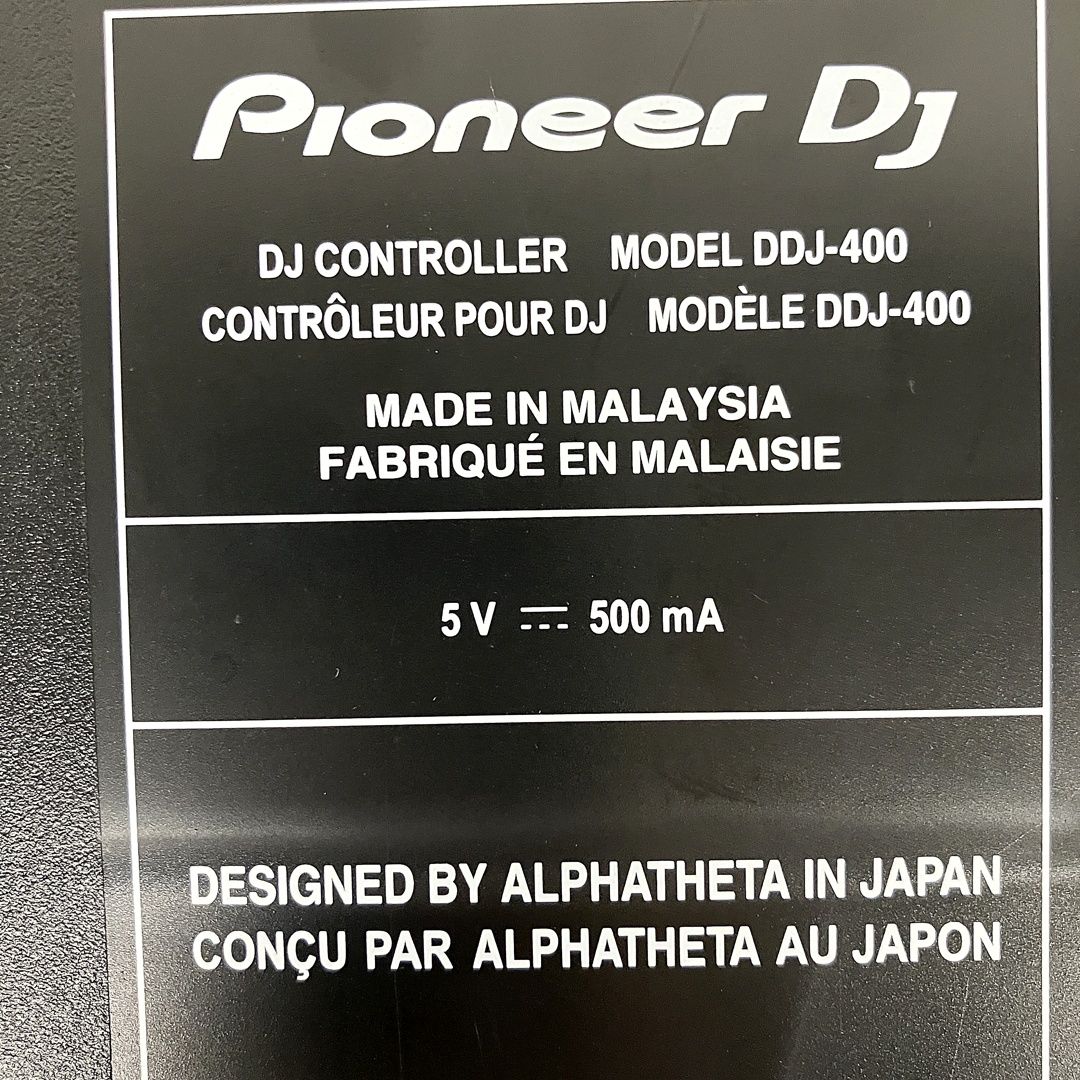 Pioneer DJ
DJ CONTROLLER MODEL DDJ-400
CONTRÔLEUR POUR DJ MODÈLE DDJ-400
MADE IN MALAYSIA
FABRIQUÉ EN MALAISIE
5 V ⎓ 500 mA
DESIGNED BY ALPHATHETA IN JAPAN
CONÇU PAR ALPHATHETA AU JAPON